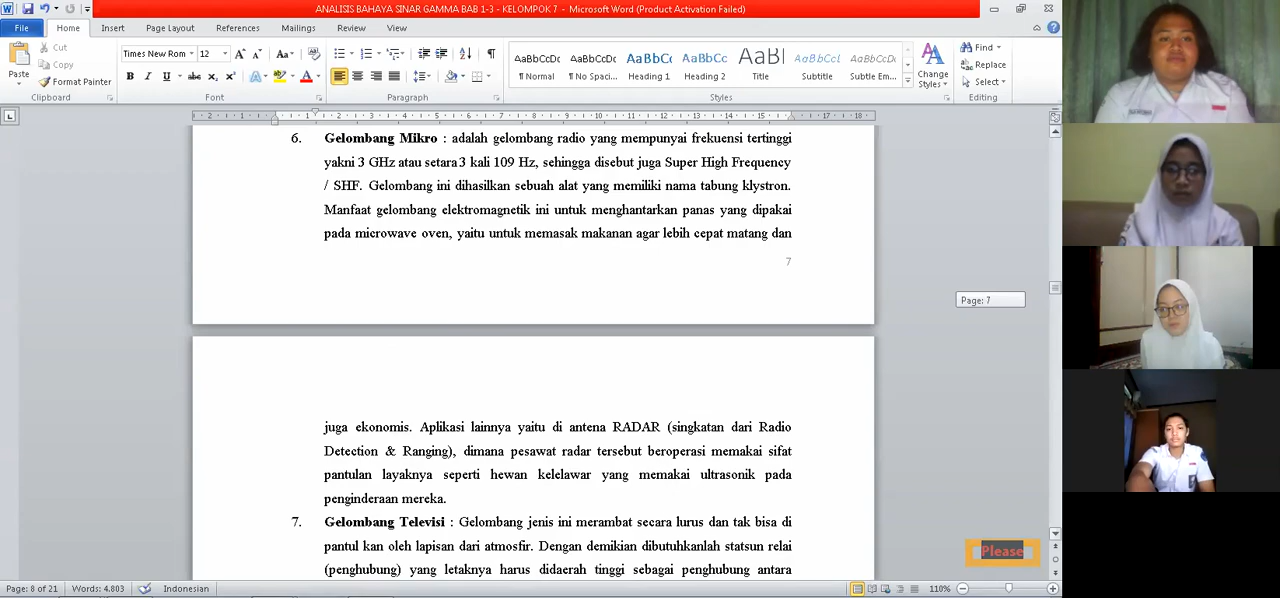 ANALISIS BAHAYA SINAR GAMMA BAB 1-3 - KELOMPOK 7 - Microsoft Word (Product Activation Failed)
File Home Insert Page Layout References Mailings Review View
Paste
Cut
Copy
Format Painter
Clipboard
Times New Rom 12
Font
Paragraph
AaBbCcDc AaBbCcDc AaBbC AaBbCc AaB AaBbCcI AaBbCcDc
¶ Normal ¶ No Spaci... Heading 1 Heading 2 Title Subtitle Subtle Em...
Styles
Change Styles
Find
Replace
Select
Editing
6. Gelombang Mikro : adalah gelombang radio yang mempunyai frekuensi tertinggi
yakni 3 GHz atau setara 3 kali 109 Hz, sehingga disebut juga Super High Frequency
/ SHF. Gelombang ini dihasilkan sebuah alat yang memiliki nama tabung klystron.
Manfaat gelombang elektromagnetik ini untuk menghantarkan panas yang dipakai
pada microwave oven, yaitu untuk memasak makanan agar lebih cepat matang dan
7
Page: 7
juga ekonomis. Aplikasi lainnya yaitu di antena RADAR (singkatan dari Radio
Detection & Ranging), dimana pesawat radar tersebut beroperasi memakai sifat
pantulan layaknya seperti hewan kelelawar yang memakai ultrasonik pada
penginderaan mereka.
7. Gelombang Televisi : Gelombang jenis ini merambat secara lurus dan tak bisa di
pantul kan oleh lapisan dari atmosfir. Dengan demikian dibutuhkanlah statsun relai
(penghubung) yang letaknya harus didaerah tinggi sebagai penghubung antara
Please
Page: 8 of 21 Words: 4.803 Indonesian 110%